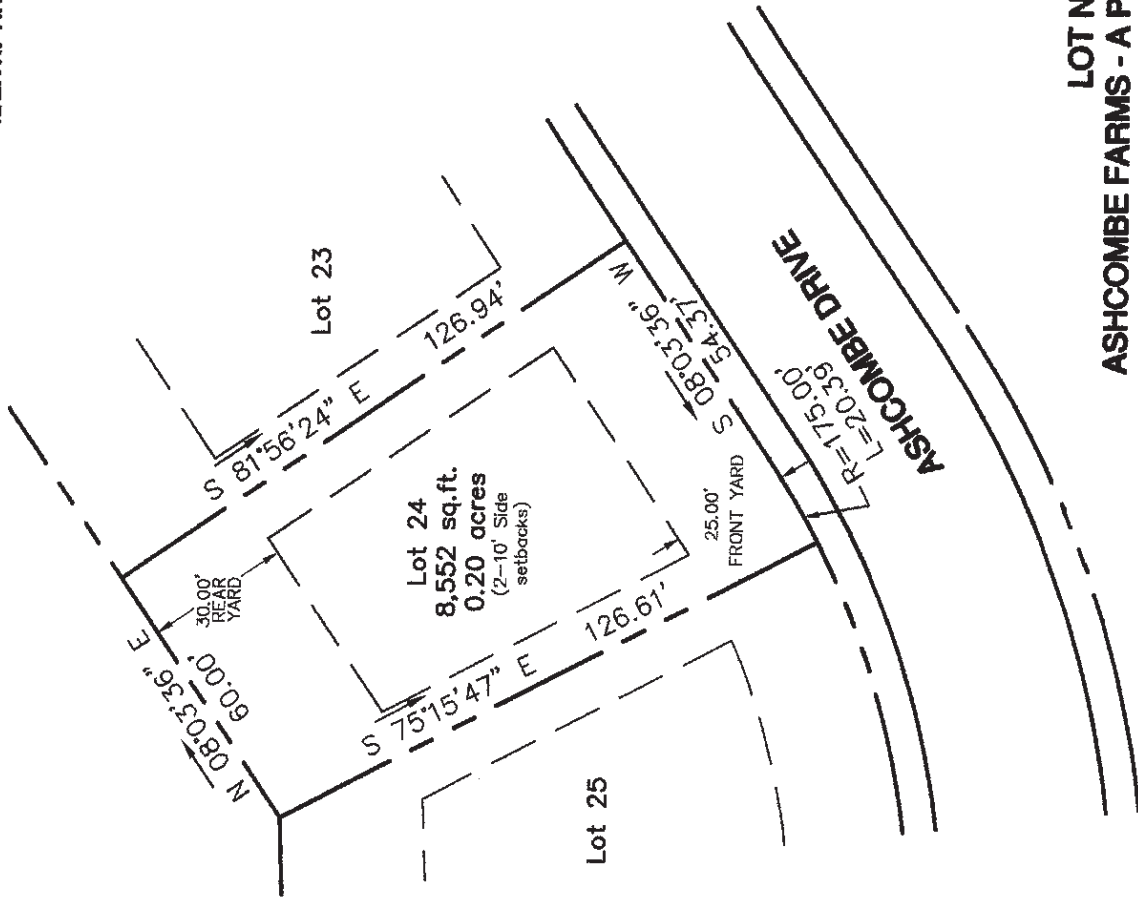 Lot 23
S 81°56'24" E
126.94'
N 08°03'36" E
60.00'
30.00'
REAR
YARD
Lot 24
8,552 sq.ft.
0.20 acres
(2-10' Side
setbacks)
S 08°03'36" W
54.37'
S 75°15'47" E
126.61'
25.00'
FRONT YARD
R=175.00'
L=20.39'
ASHCOMBE DRIVE
Lot 25
LOT N
ASHCOMBE FARMS - A P